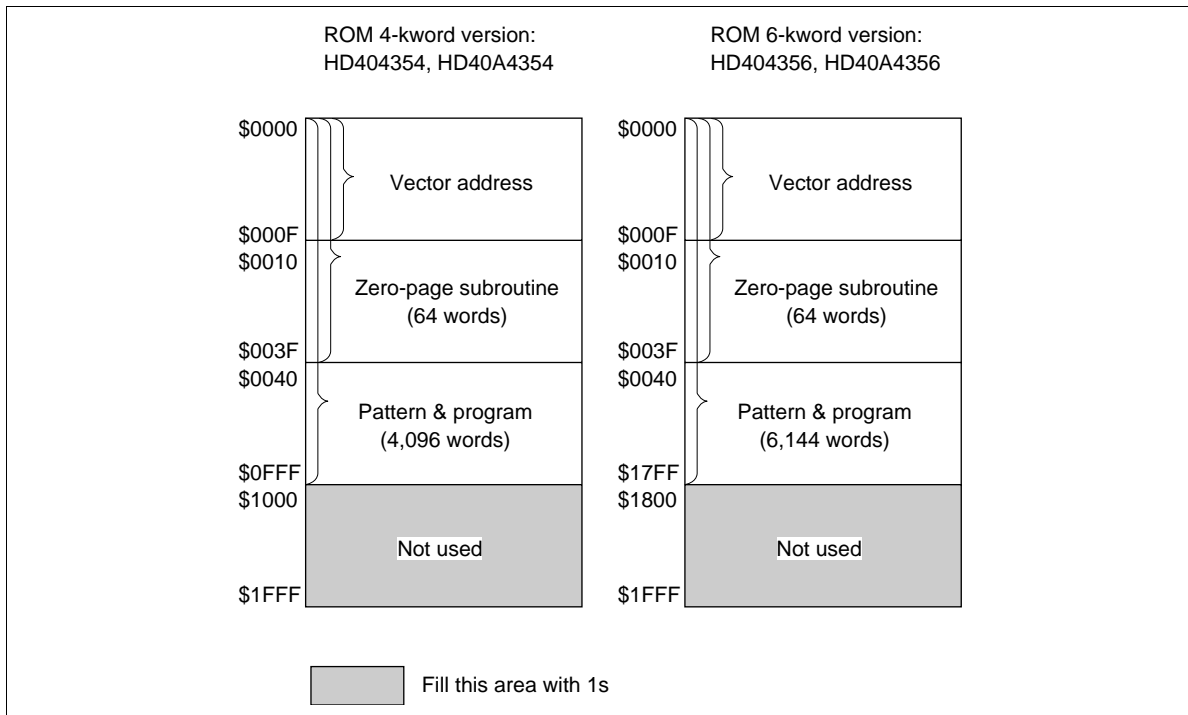 ROM 4-kword version:
HD404354, HD40A4354
$0000
Vector address
$000F
$0010
Zero-page subroutine
(64 words)
$003F
$0040
Pattern & program
(4,096 words)
$0FFF
$1000
Not used
$1FFF
ROM 6-kword version:
HD404356, HD40A4356
$0000
Vector address
$000F
$0010
Zero-page subroutine
(64 words)
$003F
$0040
Pattern & program
(6,144 words)
$17FF
$1800
Not used
$1FFF
Fill this area with 1s